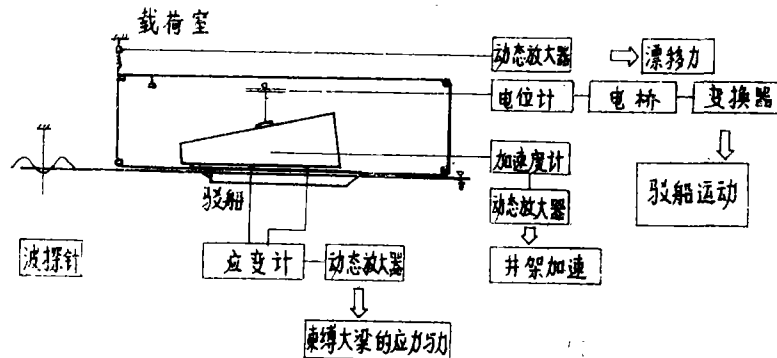 载荷室
动态放大器
漂移力
电位计
电桥
变换器
加速度计
动态放大器
驳船运动
驳船
波探针
应变计
动态放大器
井架加速
束缚大梁的应力与力